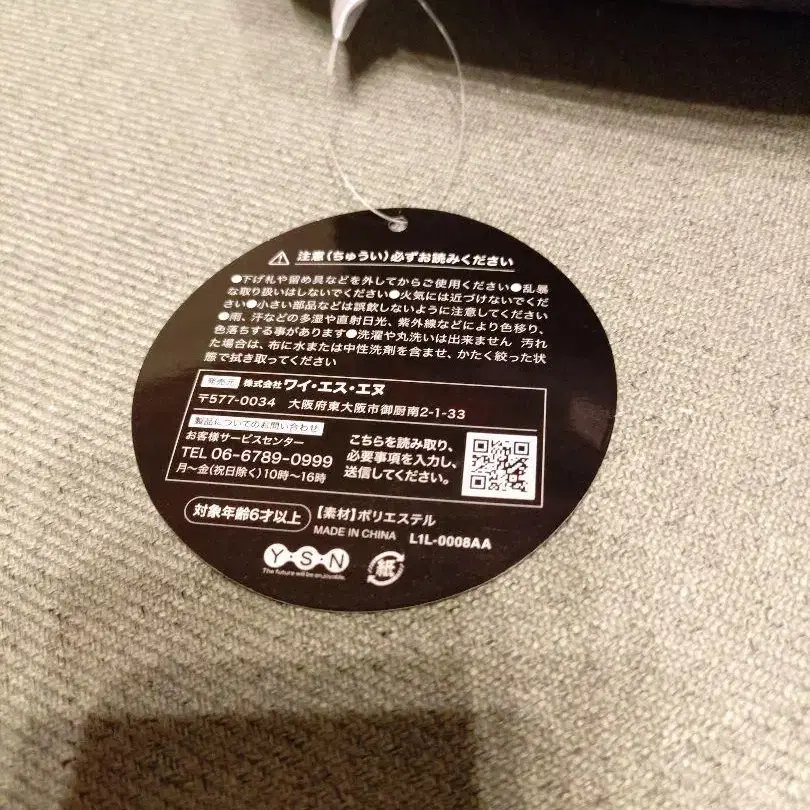 注意(ちゅうい)必ずお読みください
●下げ札や留め具などを外してからご使用ください●乱暴
な取り扱いはしないでください●火気には近づけないでくだ
さい●小さい部品などは誤飲しないように注意してください
●雨、汗などの多湿や直射日光、紫外線などにより色移り、
色落ちする事があります●洗濯や丸洗いは出来ません 汚れ
た場合は、布に水または中性洗剤を含ませ、かたく絞った状
態で拭き取ってください
発売元 株式会社ワイ・エス・エヌ
〒577-0034 大阪府東大阪市御厨南2-1-33
製品についてのお問い合わせ
お客様サービスセンター
TEL 06-6789-0999
月〜金(祝日除く)10時〜16時
こちらを読み取り、
必要事項を入力し、
送信してください。
対象年齢6才以上
【素材】ポリエステル
MADE IN CHINA L1L-0008AA
Y・S・N
The future will be enjoyable.
紙